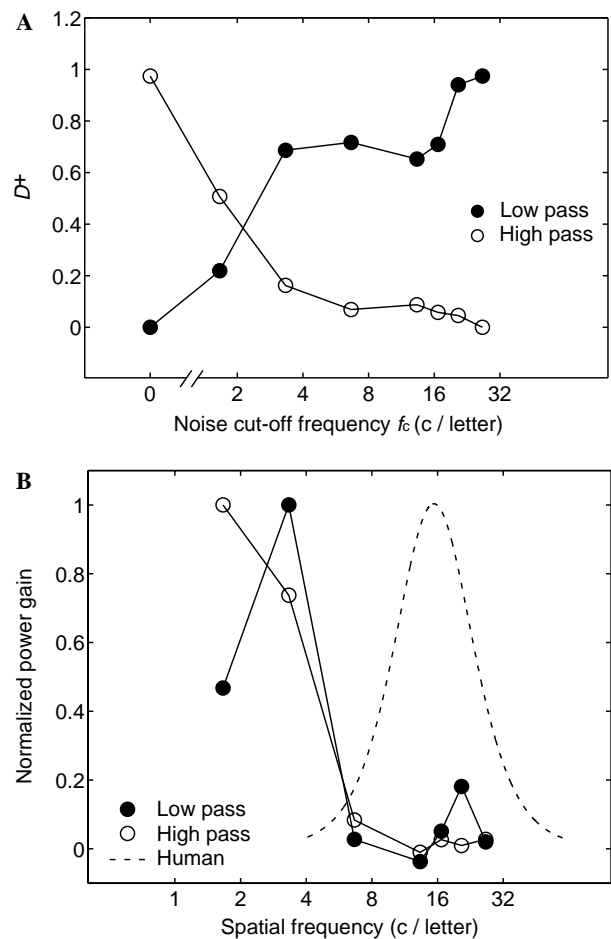 A
1.2
1
0.8
0.6
0.4
0.2
0
D+
Low pass
High pass
0 2 4 8 16 32
Noise cut-off frequency fc (c / letter)
B
1
0.8
0.6
0.4
0.2
0
Normalized power gain
Low pass
High pass
Human
1 2 4 8 16 32
Spatial frequency (c / letter)